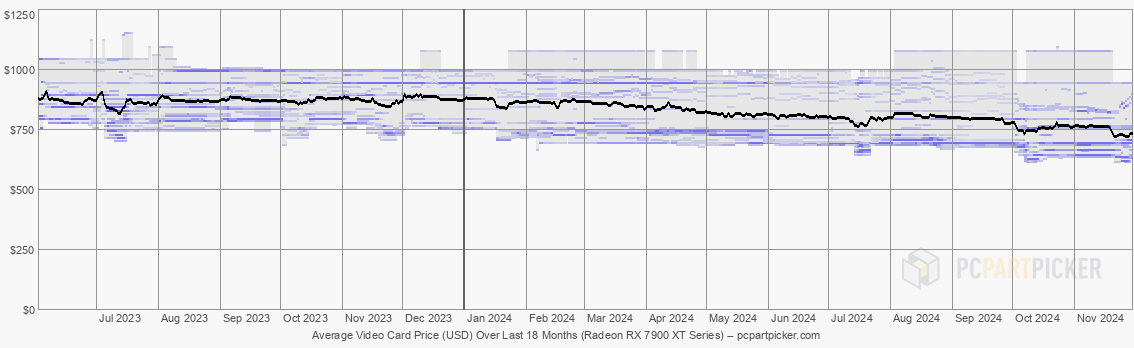 $1250
$1000
$750
$500
$250
$0
PCPARTPICKER
Jul 2023 Aug 2023 Sep 2023 Oct 2023 Nov 2023 Dec 2023 Jan 2024 Feb 2024 Mar 2024 Apr 2024 May 2024 Jun 2024 Jul 2024 Aug 2024 Sep 2024 Oct 2024 Nov 2024
Average Video Card Price (USD) Over Last 18 Months (Radeon RX 7900 XT Series) -- pcpartpicker.com